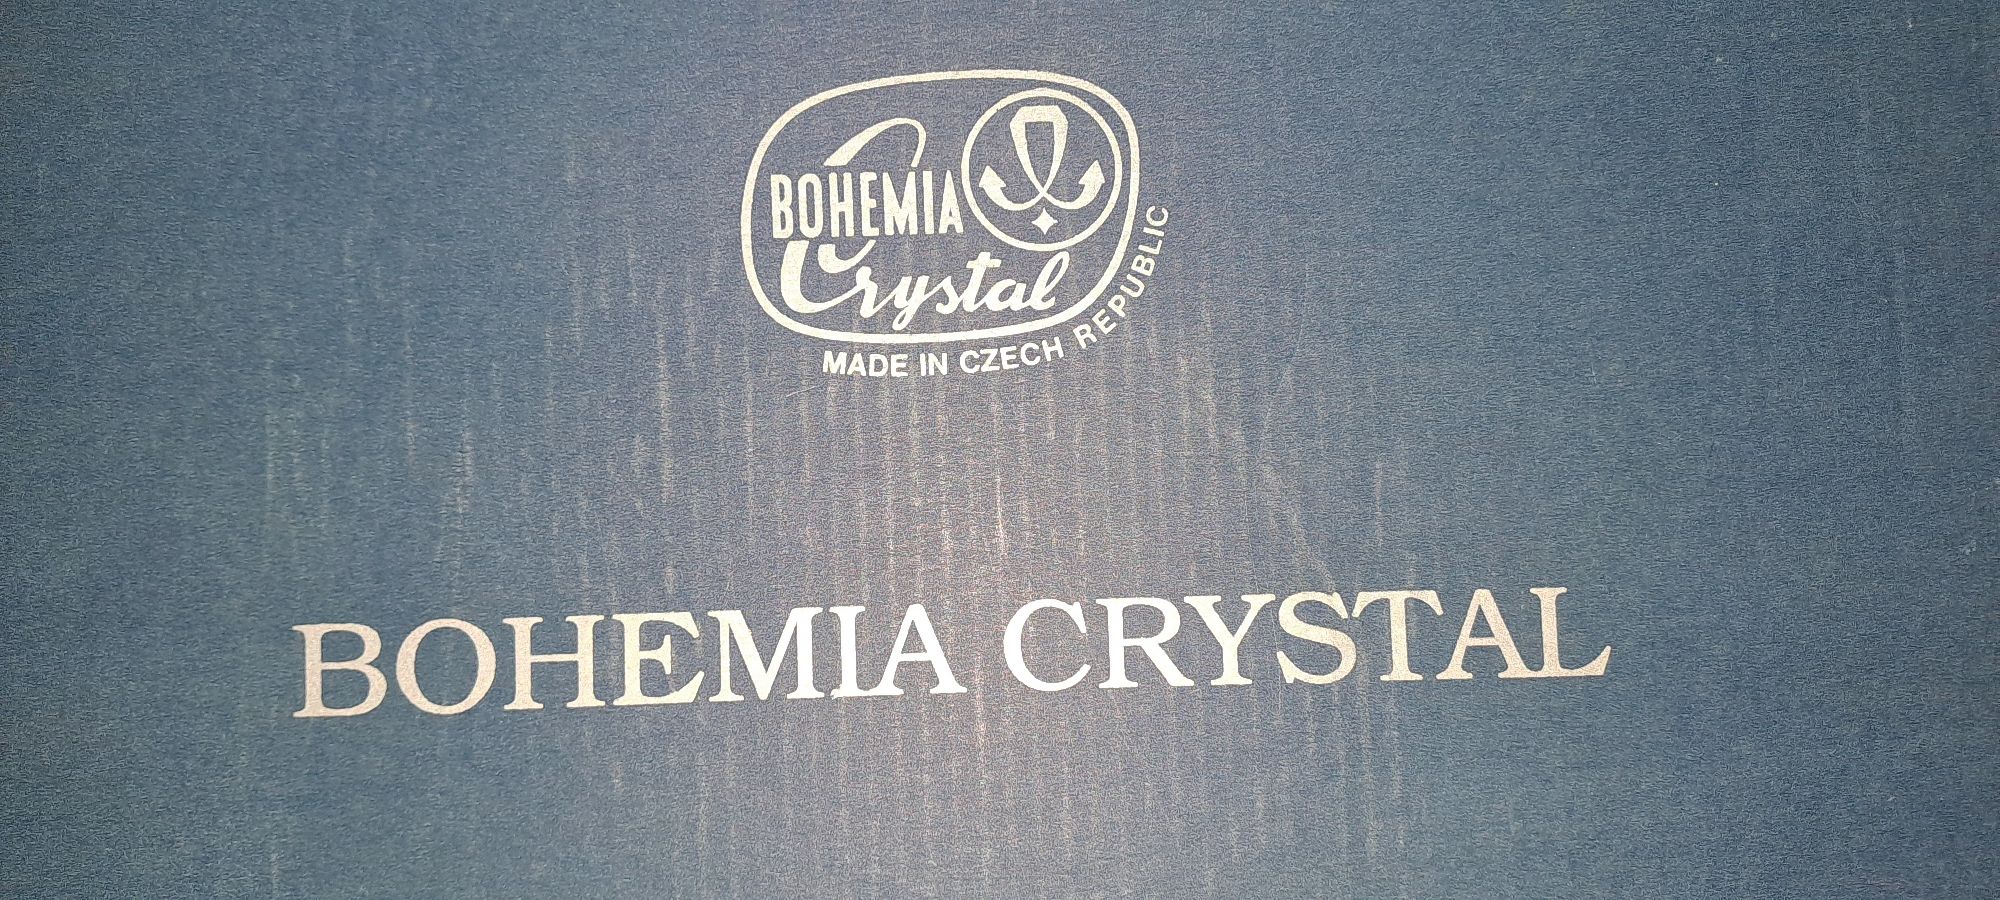 BOHEMIA
Crystal
MADE IN CZECH REPUBLIC
BOHEMIA CRYSTAL